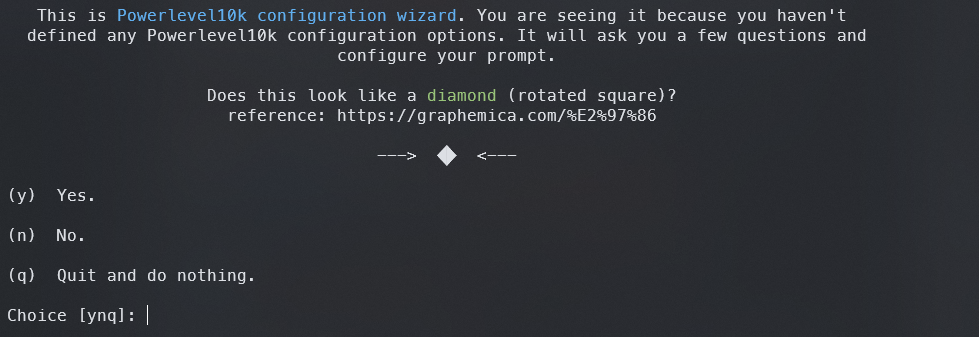 This is Powerlevel10k configuration wizard. You are seeing it because you haven't
defined any Powerlevel10k configuration options. It will ask you a few questions and
configure your prompt.
Does this look like a diamond (rotated square)?
reference: https://graphemica.com/%E2%97%86
---> ◆ <---
(y) Yes.
(n) No.
(q) Quit and do nothing.
Choice [ynq]: